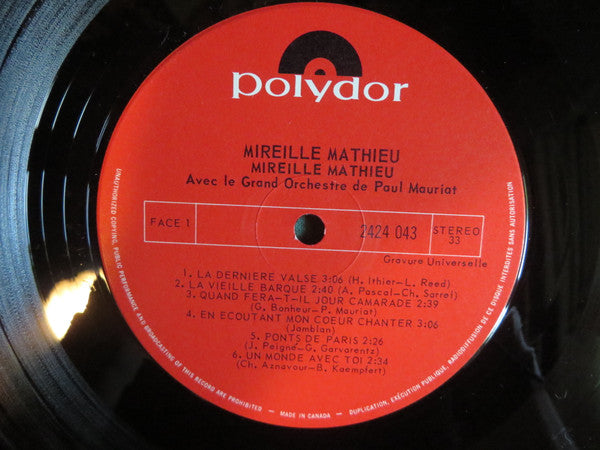 polydor
MIREILLE MATHIEU
MIREILLE MATHIEU
Avec le Grand Orchestre de Paul Mauriat
FACE 1
2424 043
STEREO
33
Gravure Universelle
1. LA DERNIERE VALSE 3:06 (H. Ithier-L. Reed)
2. LA VIEILLE BARQUE 2:40 (A. Pascal-Ch. Sarrei)
3. QUAND FERA-T-IL JOUR CAMARADE 2:39
(G. Bonheur-P. Mauriat)
4. EN ECOUTANT MON COEUR CHANTER 3:06
(Jamblan)
5. PONTS DE PARIS 2:26
(J. Peigné-G. Garvarentz)
6. UN MONDE AVEC TOI 2:34
(Ch. Aznavour-B. Kaempfert)
UNAUTHORIZED COPYING, PUBLIC PERFORMANCE AND BROADCASTING OF THIS RECORD ARE PROHIBITED - MADE IN CANADA - DUPLICATION, EXÉCUTION PUBLIQUE, RADIODIFFUSION DE CE DISQUE INTERDITES SANS AUTORISATION